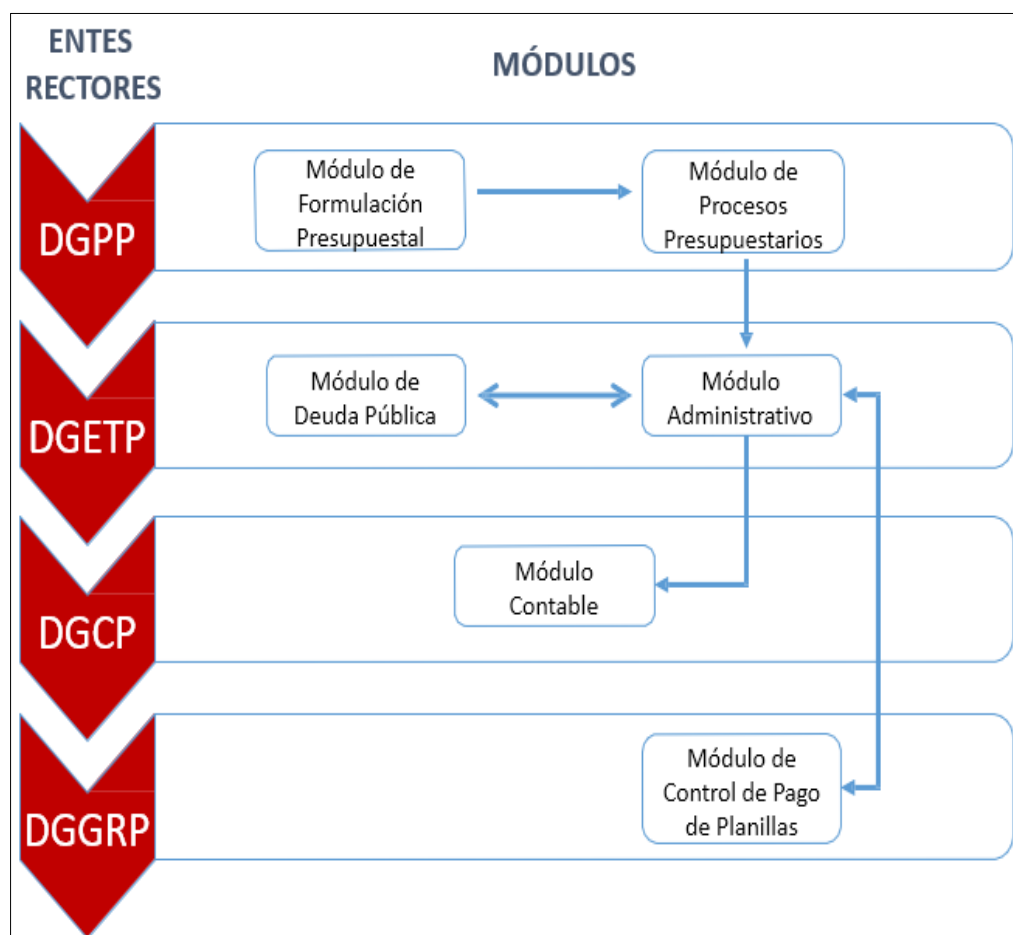 ENTES
RECTORES
MÓDULOS
DGPP
Módulo de
Formulación
Presupuestal
Módulo de
Procesos
Presupuestarios
DGETP
Módulo de
Deuda Pública
Módulo
Administrativo
DGCP
Módulo
Contable
DGGRP
Módulo de
Control de Pago
de Planillas